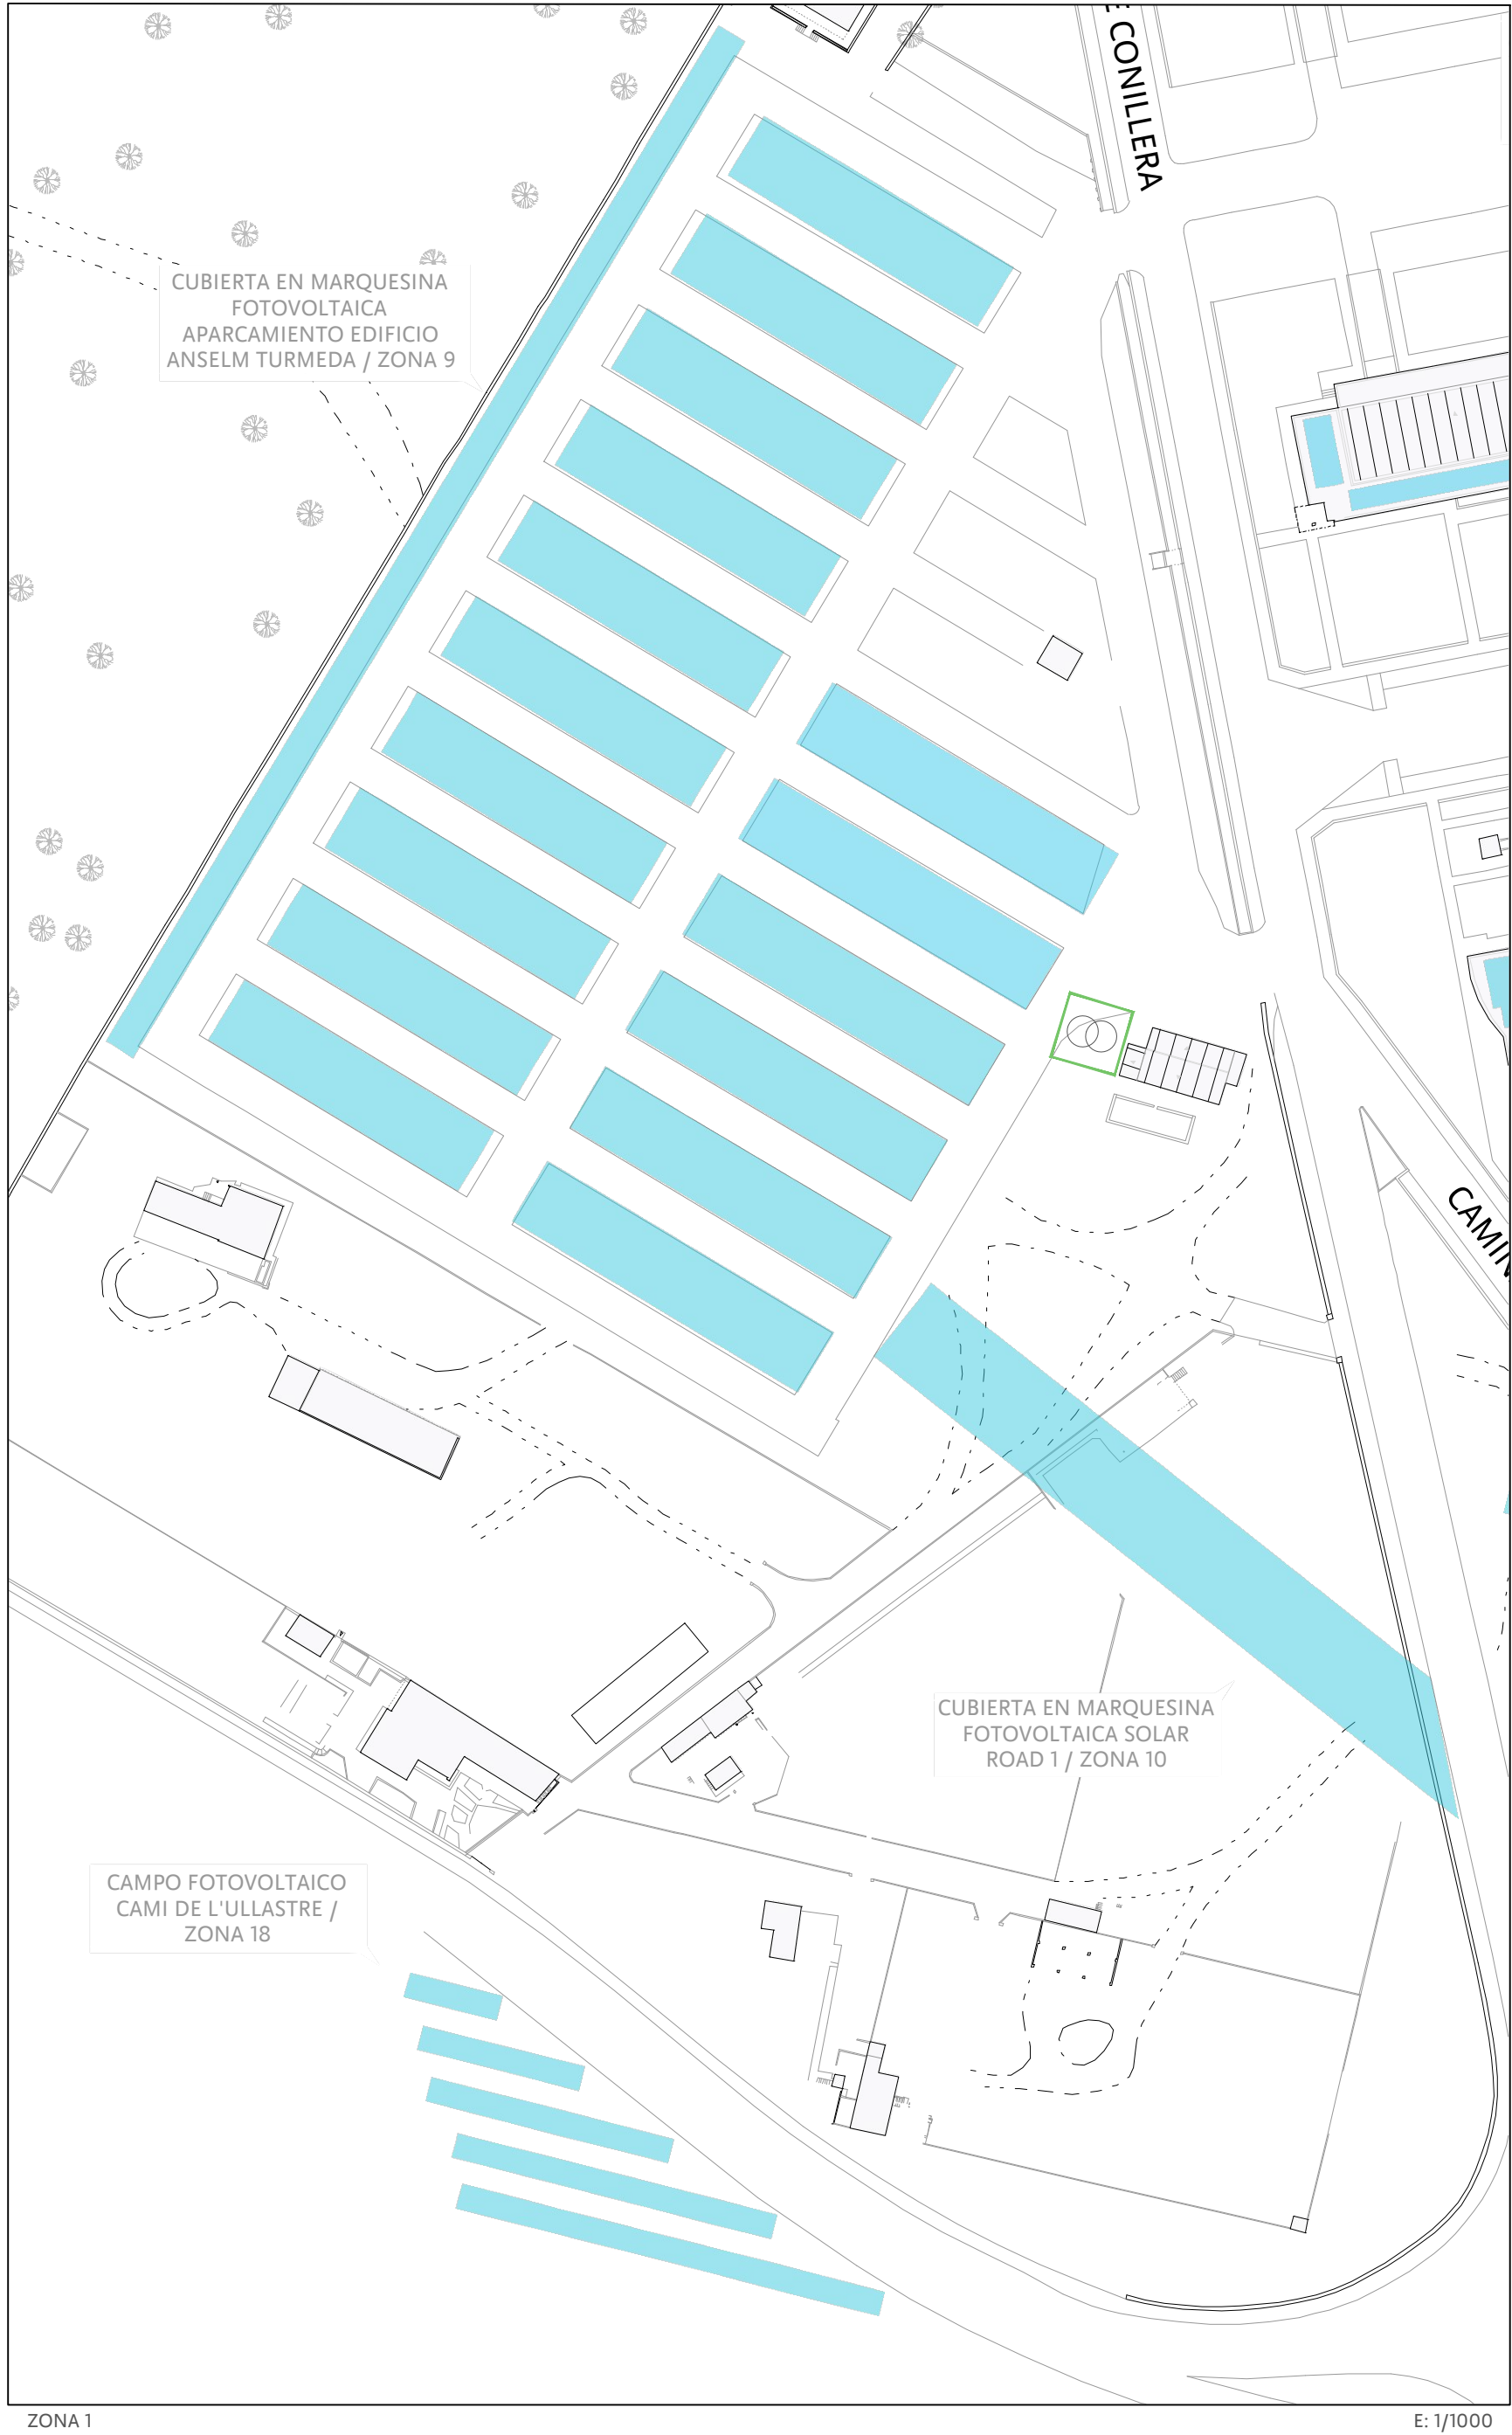 E CONILLERA
CUBIERTA EN MARQUESINA
FOTOVOLTAICA
APARCAMIENTO EDIFICIO
ANSELM TURMEDA / ZONA 9
CAMIN
CUBIERTA EN MARQUESINA
FOTOVOLTAICA SOLAR
ROAD 1 / ZONA 10
CAMPO FOTOVOLTAICO
CAMI DE L'ULLASTRE /
ZONA 18
ZONA 1
E: 1/1000